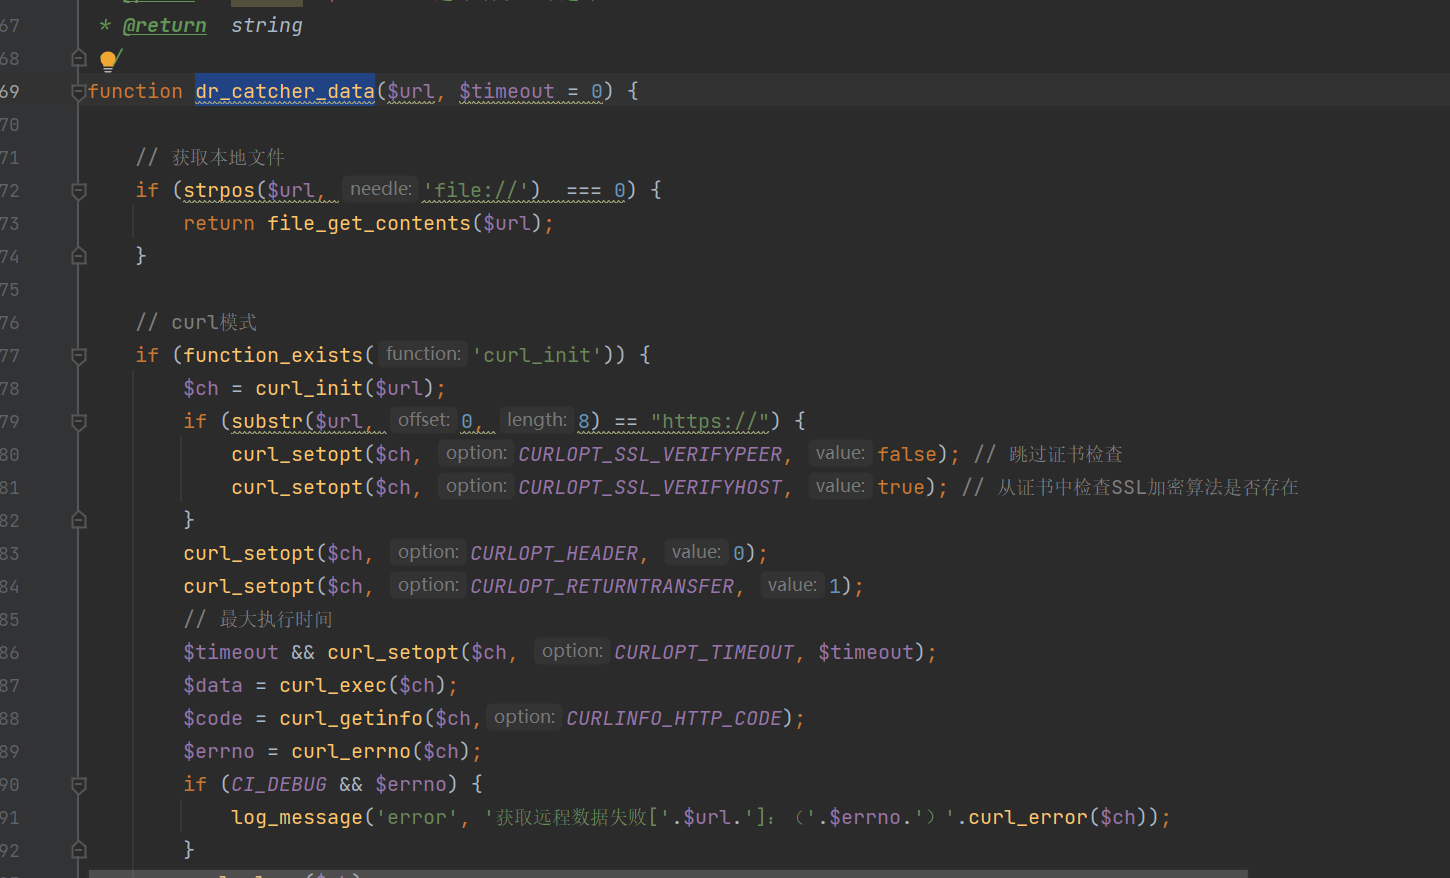 67 * @return string
68 /
69 function dr_catcher_data($url, $timeout = 0) {
70
71 // 获取本地文件
72 if (strpos($url, needle: 'file://') === 0) {
73 return file_get_contents($url);
74 }
75
76 // curl模式
77 if (function_exists( function: 'curl_init')) {
78 $ch = curl_init($url);
79 if (substr($url, offset: 0, length: 8) == "https://") {
80 curl_setopt($ch, option: CURLOPT_SSL_VERIFYPEER, value: false); // 跳过证书检查
81 curl_setopt($ch, option: CURLOPT_SSL_VERIFYHOST, value: true); // 从证书中检查SSL加密算法是否存在
82 }
83 curl_setopt($ch, option: CURLOPT_HEADER, value: 0);
84 curl_setopt($ch, option: CURLOPT_RETURNTRANSFER, value: 1);
85 // 最大执行时间
86 $timeout && curl_setopt($ch, option: CURLOPT_TIMEOUT, $timeout);
87 $data = curl_exec($ch);
88 $code = curl_getinfo($ch, option: CURLINFO_HTTP_CODE);
89 $errno = curl_errno($ch);
90 if (CI_DEBUG && $errno) {
91 log_message('error', '获取远程数据失败['.$url.']：（'.$errno.'）'.curl_error($ch));
92 }